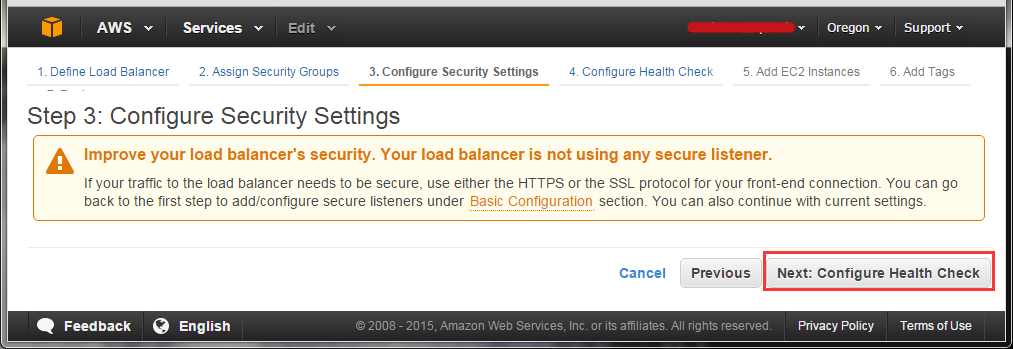 AWS Services Edit Oregon Support
1. Define Load Balancer 2. Assign Security Groups 3. Configure Security Settings 4. Configure Health Check 5. Add EC2 Instances 6. Add Tags
Step 3: Configure Security Settings
Improve your load balancer's security. Your load balancer is not using any secure listener.
If your traffic to the load balancer needs to be secure, use either the HTTPS or the SSL protocol for your front-end connection. You can go
back to the first step to add/configure secure listeners under Basic Configuration section. You can also continue with current settings.
Cancel Previous Next: Configure Health Check
Feedback English © 2008 - 2015, Amazon Web Services, Inc. or its affiliates. All rights reserved. Privacy Policy Terms of Use